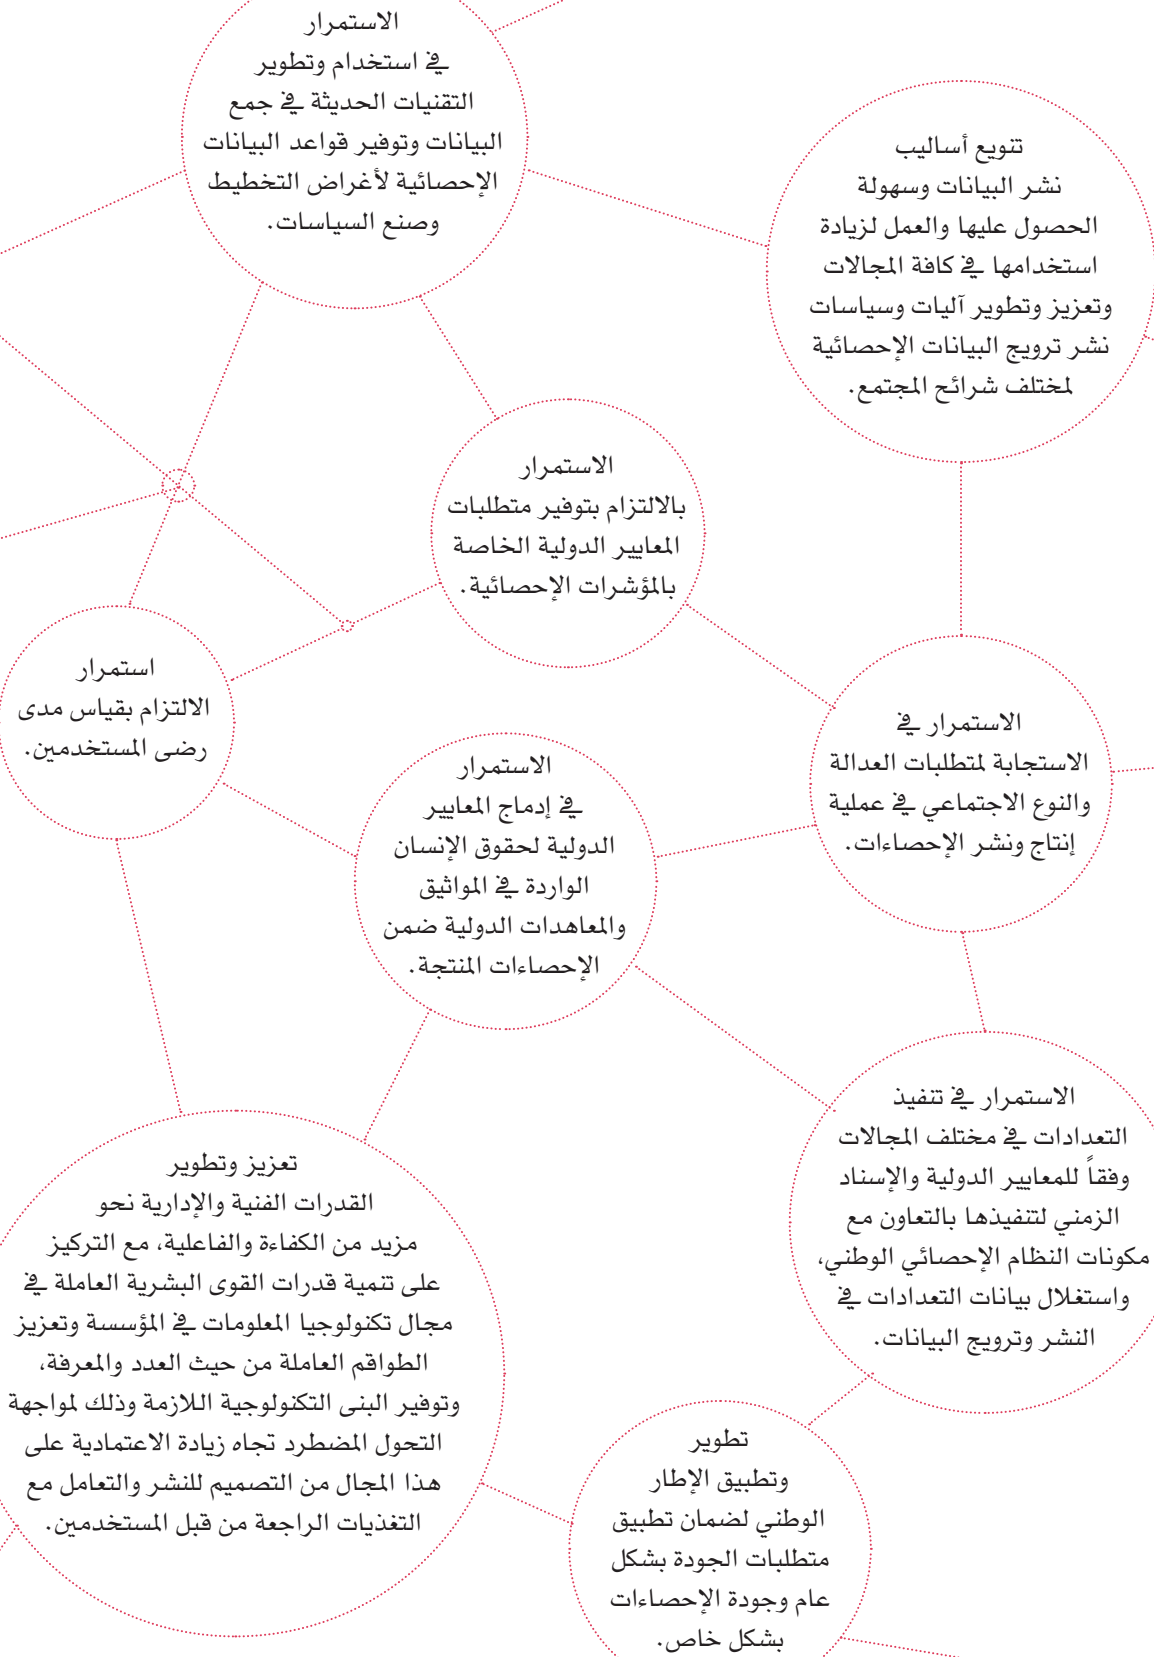 الاستمرار
في استخدام وتطوير
التقنيات الحديثة في جمع
البيانات وتوفير قواعد البيانات
الإحصائية لأغراض التخطيط
وصنع السياسات.
تنويع أساليب
نشر البيانات وسهولة
الحصول عليها والعمل لزيادة
استخدامها في كافة المجالات
وتعزيز وتطوير آليات وسياسات
نشر ترويج البيانات الإحصائية
لمختلف شرائح المجتمع.
الاستمرار
بالالتزام بتوفير متطلبات
المعايير الدولية الخاصة
بالمؤشرات الإحصائية.
استمرار
الالتزام بقياس مدى
رضى المستخدمين.
الاستمرار في
الاستجابة لمتطلبات العدالة
والنوع الاجتماعي في عملية
إنتاج ونشر الإحصاءات.
الاستمرار
في إدماج المعايير
الدولية لحقوق الإنسان
الواردة في المواثيق
والمعاهدات الدولية ضمن
الإحصاءات المنتجة.
الاستمرار في تنفيذ
التعدادات في مختلف المجالات
وفقاً للمعايير الدولية والإسناد
الزمني لتنفيذها بالتعاون مع
مكونات النظام الإحصائي الوطني،
واستغلال بيانات التعدادات في
النشر وترويج البيانات.
تعزيز وتطوير
القدرات الفنية والإدارية نحو
مزيد من الكفاءة والفاعلية، مع التركيز
على تنمية قدرات القوى البشرية العاملة في
مجال تكنولوجيا المعلومات في المؤسسة وتعزيز
الطواقم العاملة من حيث العدد والمعرفة،
وتوفير البنى التكنولوجية اللازمة وذلك لمواجهة
التحول المضطرد تجاه زيادة الاعتمادية على
هذا المجال من التصميم للنشر والتعامل مع
التغذيات الراجعة من قبل المستخدمين.
تطوير
وتطبيق الإطار
الوطني لضمان تطبيق
متطلبات الجودة بشكل
عام وجودة الإحصاءات
بشكل خاص.